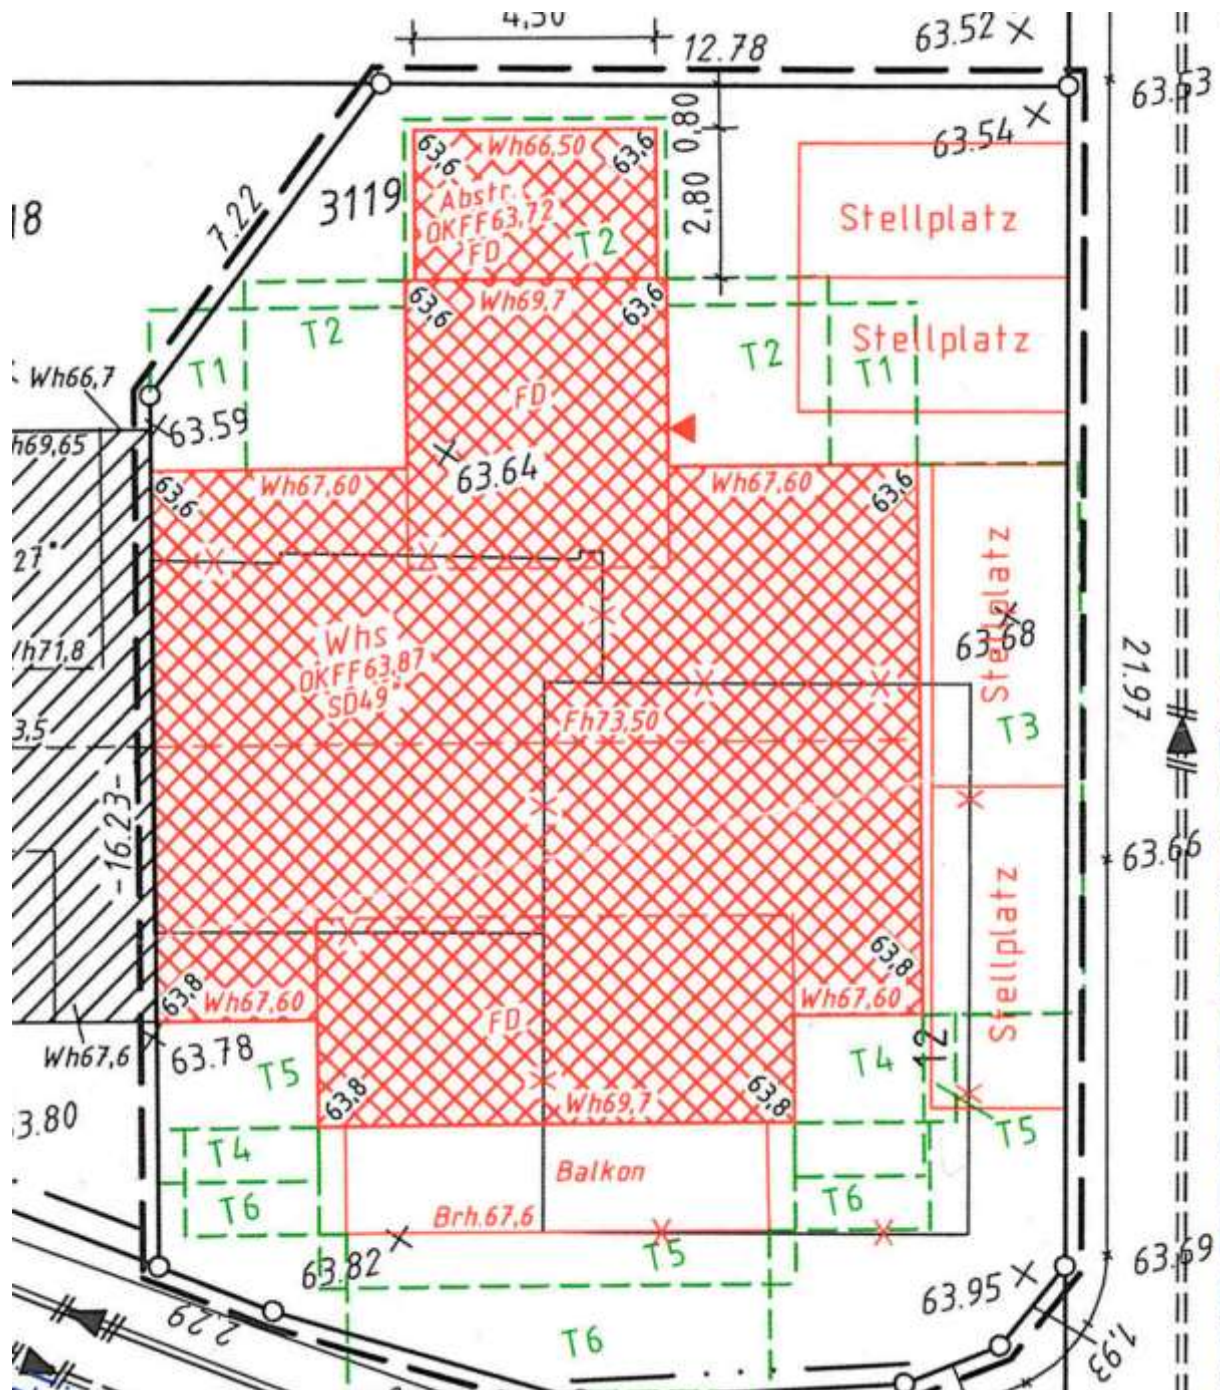 4,50
12.78
63.52
63.53
0,80
63.54
63,6
Wh66,50
63,6
3119
Abstr.
OKFF63,72
FD
T2
2,80
Stellplatz
18
7.22
63,6
Wh69,7
63,6
T2
T2
Stellplatz
T1
T1
Wh66,7
FD
63.59
h69,65
63.64
63,6
Wh67,60
Wh67,60
63,6
27°
Stellplatz
Whs
OKFF63,87
SD49°
63.68
Wh71,8
21.97
Fh73,50
T3
3,5
-16.23-
63.66
Stellplatz
63,8
Wh67,60
63,8
Wh67,60
FD
Wh67,6
63.78
T5
T4
12
63,8
Wh69,7
63,8
3.80
T4
T5
Balkon
T6
T6
Brh.67,6
63.82
T5
63.69
63.95
2.29
T6
1.93